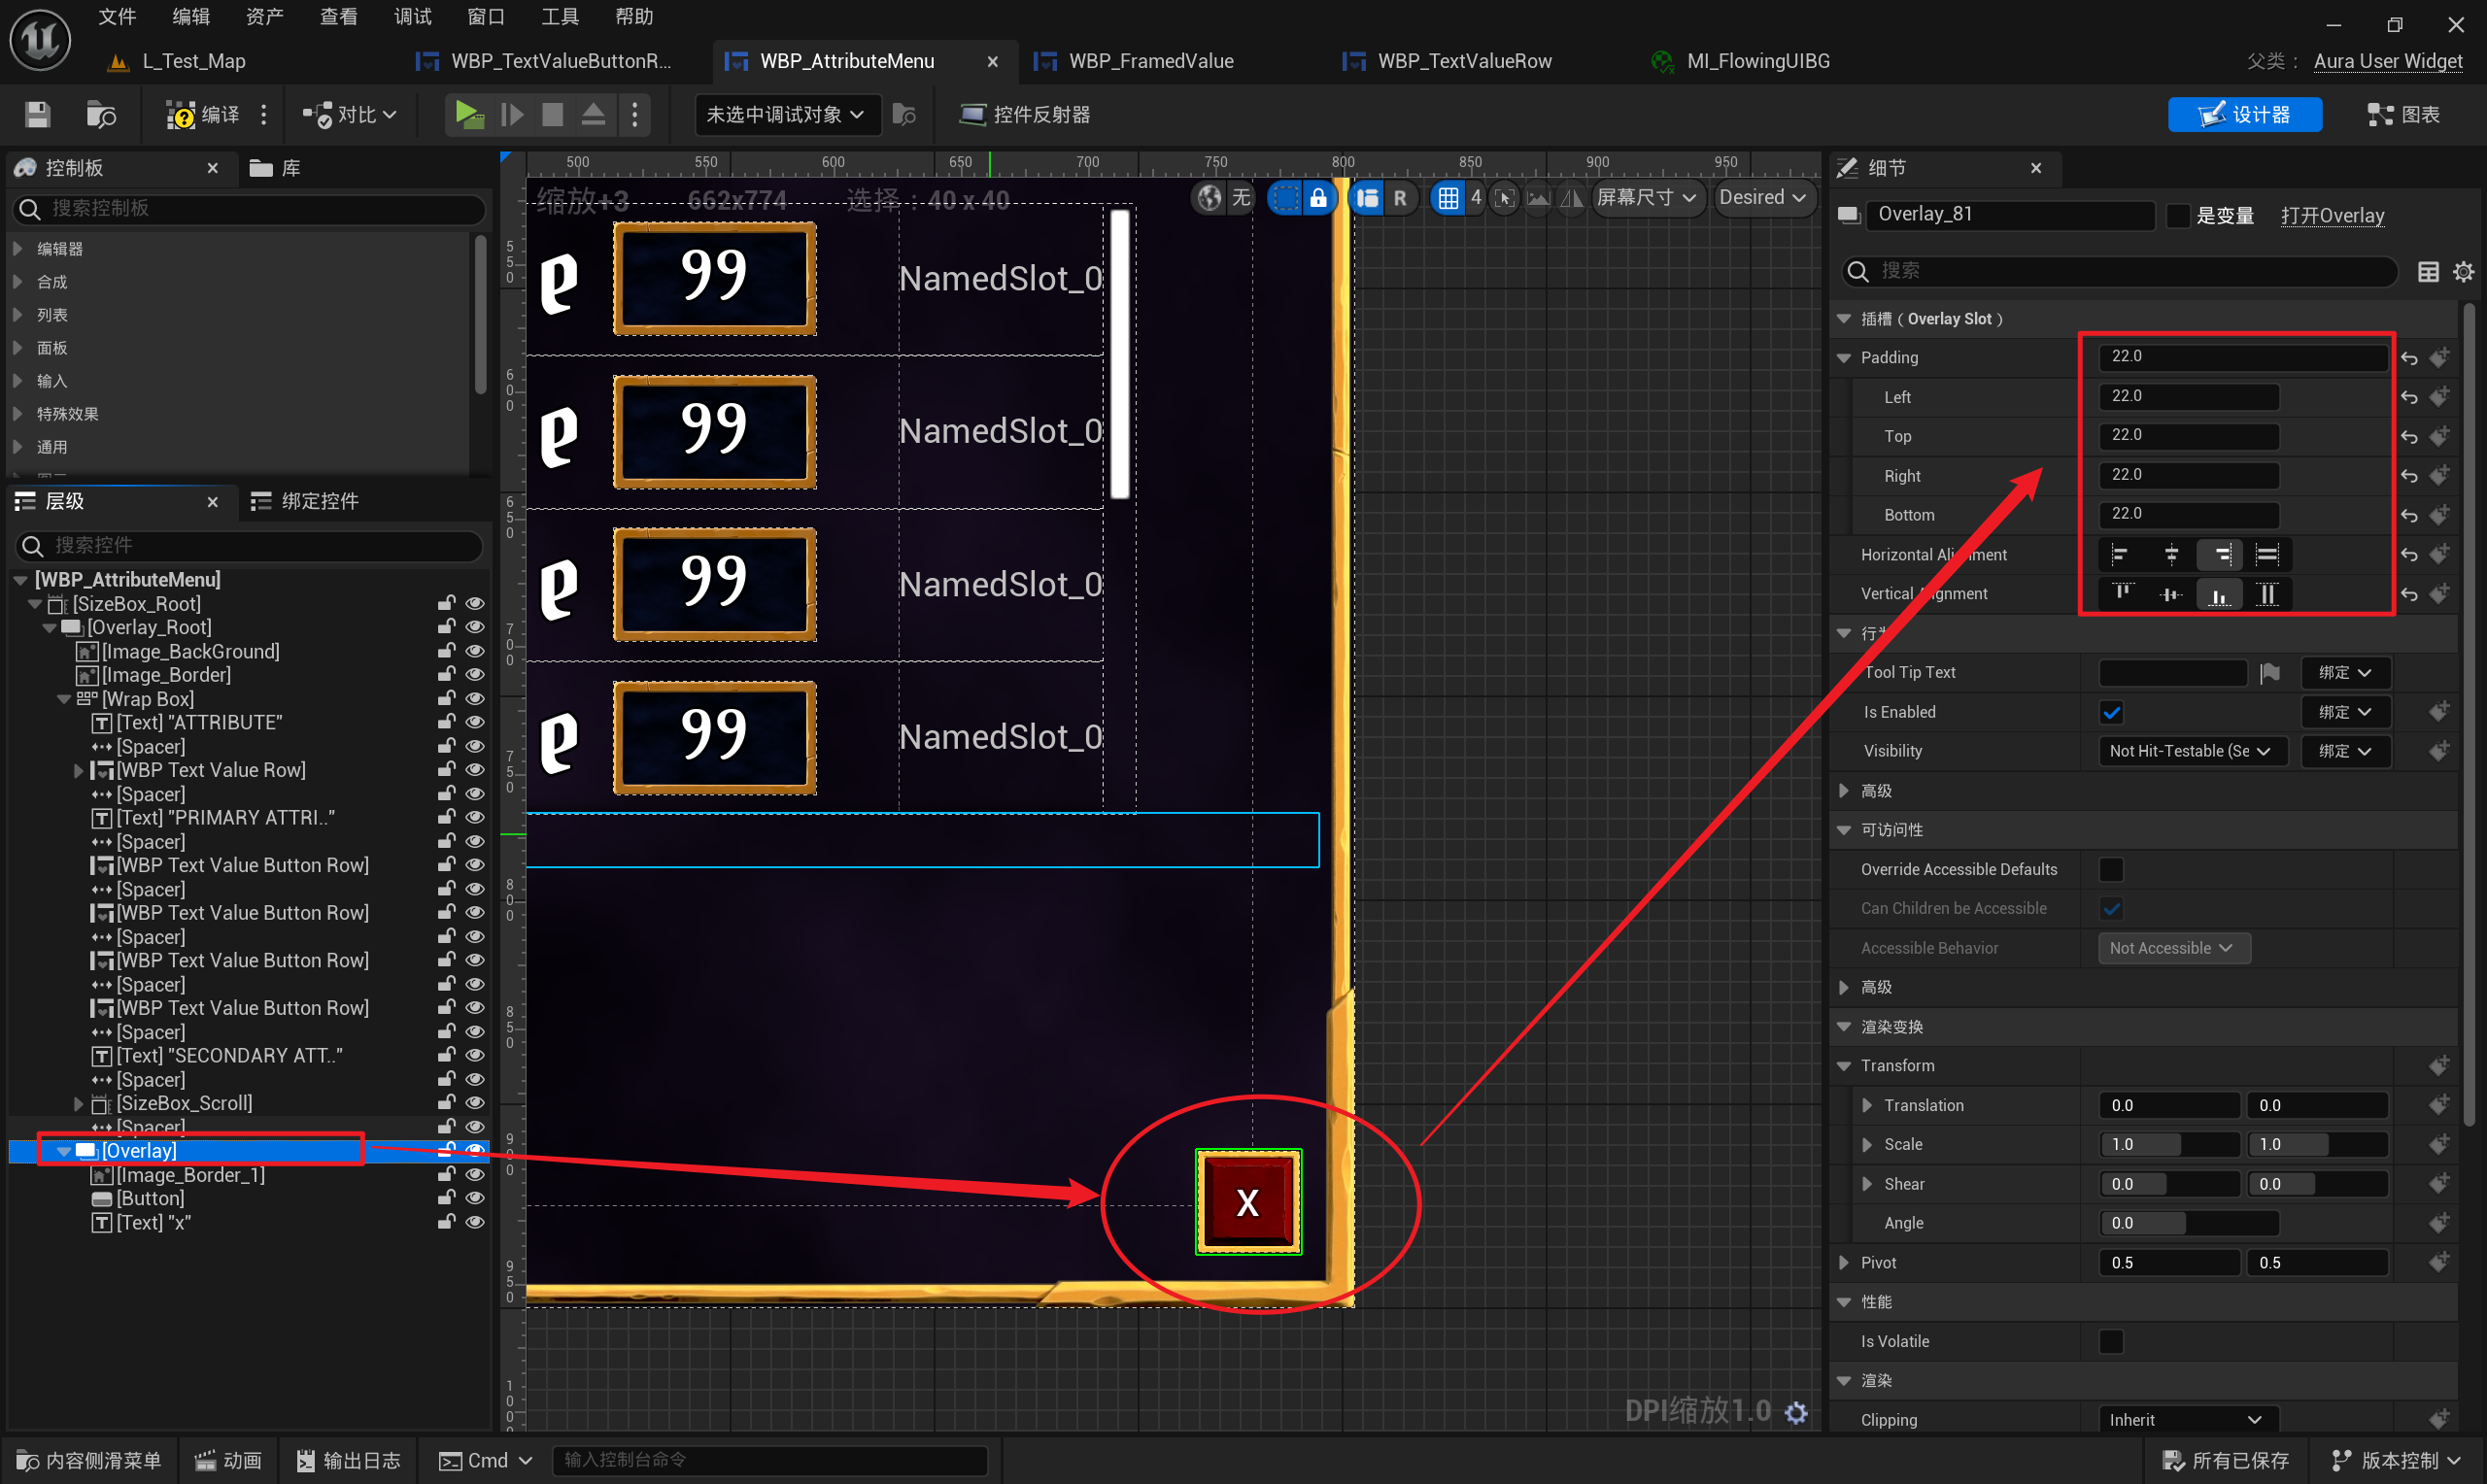 文件 编辑 资产 查看 调试 窗口 工具 帮助
L_Test_Map WBP_TextValueButtonR... WBP_AttributeMenu WBP_FramedValue WBP_TextValueRow MI_FlowingUIBG 父类： Aura User Widget
编译 对比 未选中调试对象 控件反射器 设计器 图表
控制板 库
搜索控制板
编辑器
合成
列表
面板
输入
特殊效果
通用
层级 绑定控件
搜索控件
[WBP_AttributeMenu]
[SizeBox_Root]
[Overlay_Root]
[Image_BackGround]
[Image_Border]
[Wrap Box]
[Text] "ATTRIBUTE"
[Spacer]
[WBP Text Value Row]
[Spacer]
[Text] "PRIMARY ATTRI.."
[Spacer]
[WBP Text Value Button Row]
[Spacer]
[WBP Text Value Button Row]
[Spacer]
[WBP Text Value Button Row]
[Spacer]
[WBP Text Value Button Row]
[Spacer]
[Text] "SECONDARY ATT.."
[Spacer]
[SizeBox_Scroll]
[Spacer]
[Overlay]
[Image_Border_1]
[Button]
[Text] "x"
500 550 600 650 700 750 800 850 900 950
缩放+3 662x774 选择：40 x 40 无 R 4 屏幕尺寸 Desired
550
600
650
700
750
800
850
900
950
e 99 NamedSlot_0
e 99 NamedSlot_0
e 99 NamedSlot_0
e 99 NamedSlot_0
X
DPI缩放1.0
细节
Overlay_81 是变量 打开Overlay
搜索
插槽（Overlay Slot）
Padding 22.0
Left 22.0
Top 22.0
Right 22.0
Bottom 22.0
Horizontal Alignment
Vertical Alignment
Tool Tip Text 绑定
Is Enabled 绑定
Visibility Not Hit-Testable (Se 绑定
高级
可访问性
Override Accessible Defaults
Can Children be Accessible
Accessible Behavior Not Accessible
高级
渲染变换
Transform
Translation 0.0 0.0
Scale 1.0 1.0
Shear 0.0 0.0
Angle 0.0
Pivot 0.5 0.5
性能
Is Volatile
渲染
Clipping Inherit
内容侧滑菜单 动画 输出日志 Cmd 输入控制台命令 所有已保存 版本控制